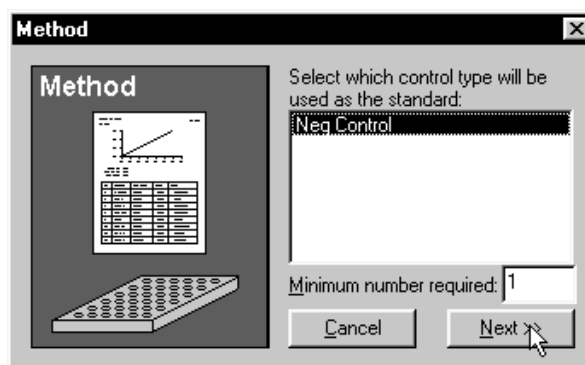 Method
Method
Select which control type will be
used as the standard:
Neg Control
Minimum number required: 1
Cancel
Next >>